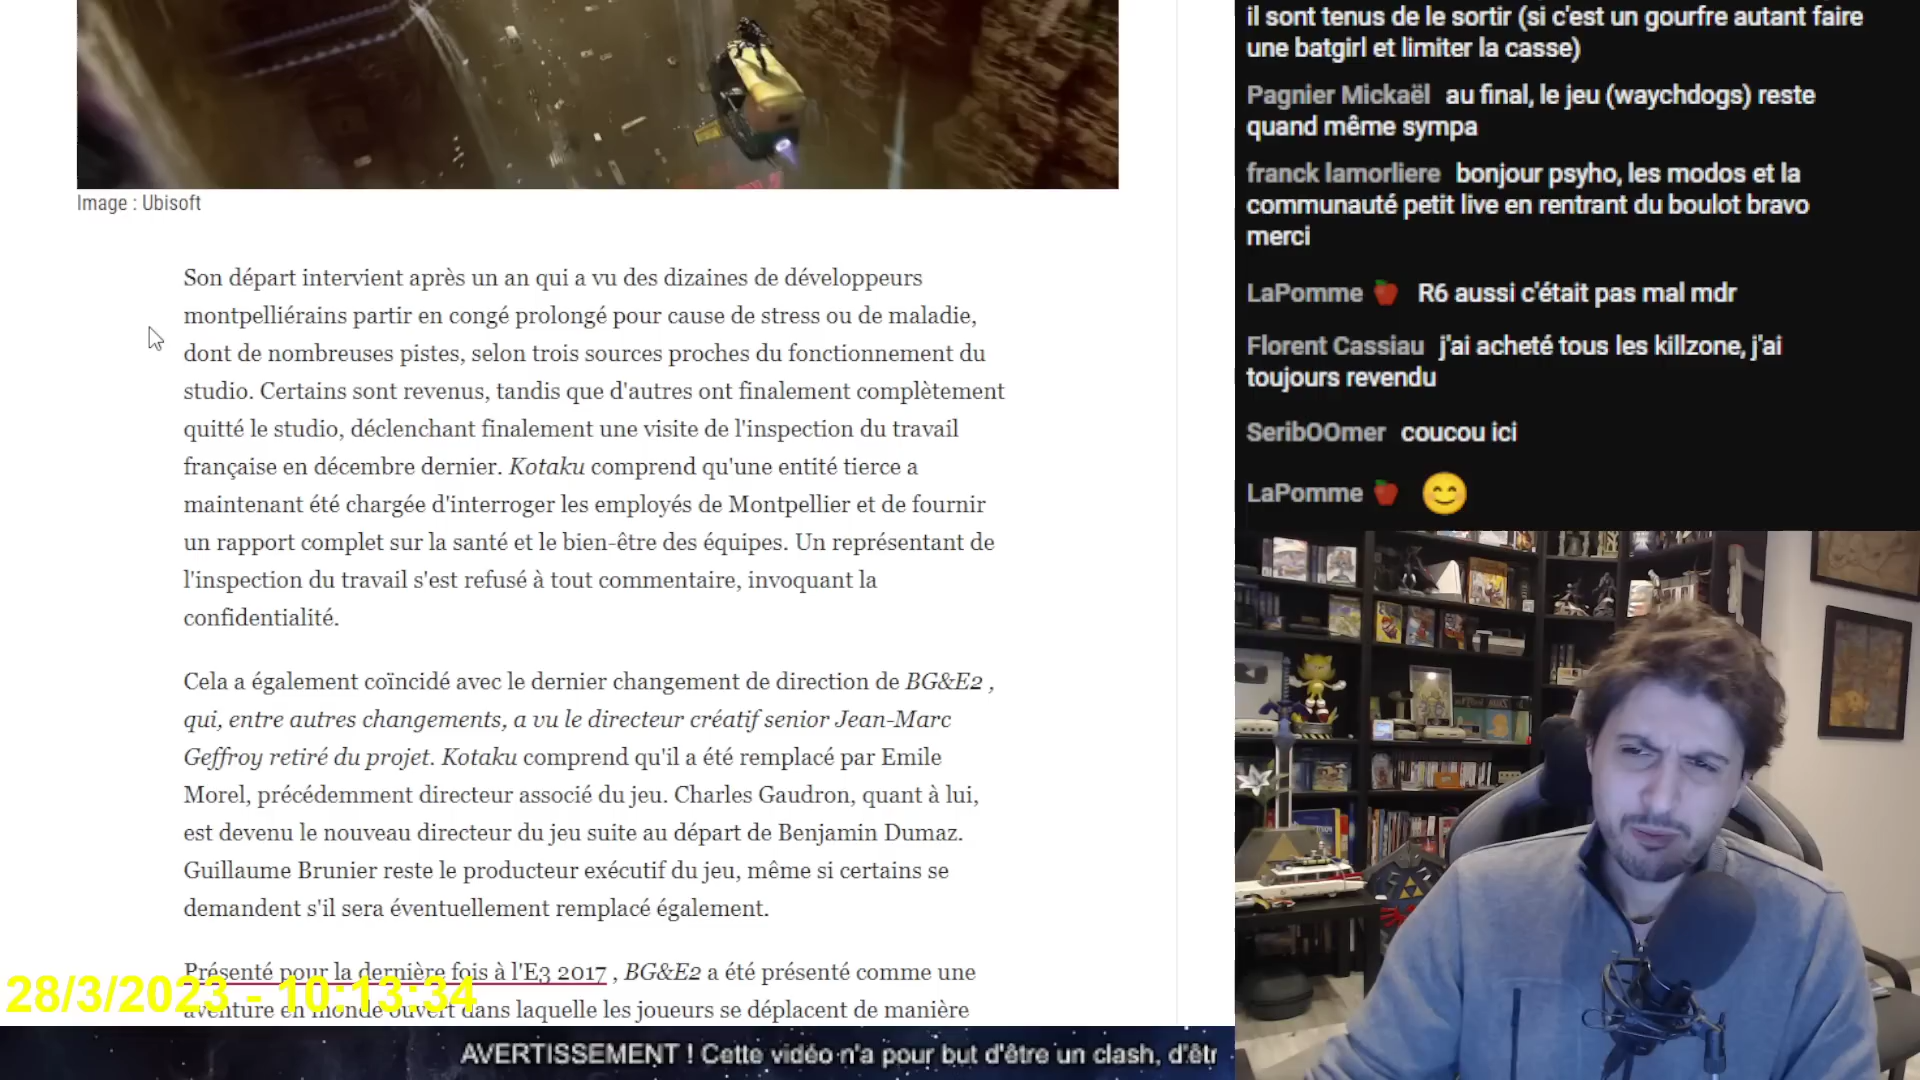 Image : Ubisoft
Son départ intervient après un an qui a vu des dizaines de développeurs
montpelliérains partir en congé prolongé pour cause de stress ou de maladie,
dont de nombreuses pistes, selon trois sources proches du fonctionnement du
studio. Certains sont revenus, tandis que d'autres ont finalement complètement
quitté le studio, déclenchant finalement une visite de l'inspection du travail
française en décembre dernier. Kotaku comprend qu'une entité tierce a
maintenant été chargée d'interroger les employés de Montpellier et de fournir
un rapport complet sur la santé et le bien-être des équipes. Un représentant de
l'inspection du travail s'est refusé à tout commentaire, invoquant la
confidentialité.
Cela a également coïncidé avec le dernier changement de direction de BG&E2 ,
qui, entre autres changements, a vu le directeur créatif senior Jean-Marc
Geffroy retiré du projet. Kotaku comprend qu'il a été remplacé par Emile
Morel, précédemment directeur associé du jeu. Charles Gaudron, quant à lui,
est devenu le nouveau directeur du jeu suite au départ de Benjamin Dumaz.
Guillaume Brunier reste le producteur exécutif du jeu, même si certains se
demandent s'il sera éventuellement remplacé également.
Présenté pour la dernière fois à l'E3 2017 , BG&E2 a été présenté comme une
aventure en monde ouvert dans laquelle les joueurs se déplacent de manière
28/3/2023 - 10:13:34
AVERTISSEMENT ! Cette vidéo n'a pour but d'être un clash, d'êtr
il sont tenus de le sortir (si c'est un gourfre autant faire
une batgirl et limiter la casse)
Pagnier Mickaël au final, le jeu (waychdogs) reste
quand même sympa
franck lamorliere bonjour psyho, les modos et la
communauté petit live en rentrant du boulot bravo
merci
LaPomme 🍎 R6 aussi c'était pas mal mdr
Florent Cassiau j'ai acheté tous les killzone, j'ai
toujours revendu
SeribOOmer coucou ici
LaPomme 🍎 😊